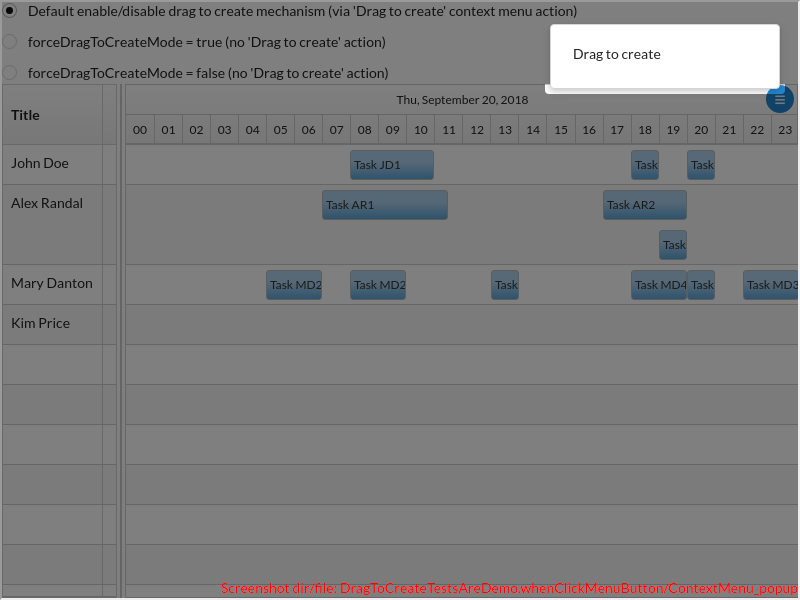 Default enable/disable drag to create mechanism (via 'Drag to create' context menu action)
forceDragToCreateMode = true (no 'Drag to create' action)
forceDragToCreateMode = false (no 'Drag to create' action)
Drag to create
Title
Thu, September 20, 2018
00 01 02 03 04 05 06 07 08 09 10 11 12 13 14 15 16 17 18 19 20 21 22 23
John Doe
Task JD1 Task Task
Alex Randal
Task AR1 Task AR2
Task
Mary Danton
Task MD2 Task MD2 Task Task MD4 Task Task MD3
Kim Price
Screenshot dir/file: DragToCreateTestsAreDemo.whenClickMenuButton/ContextMenu_popup